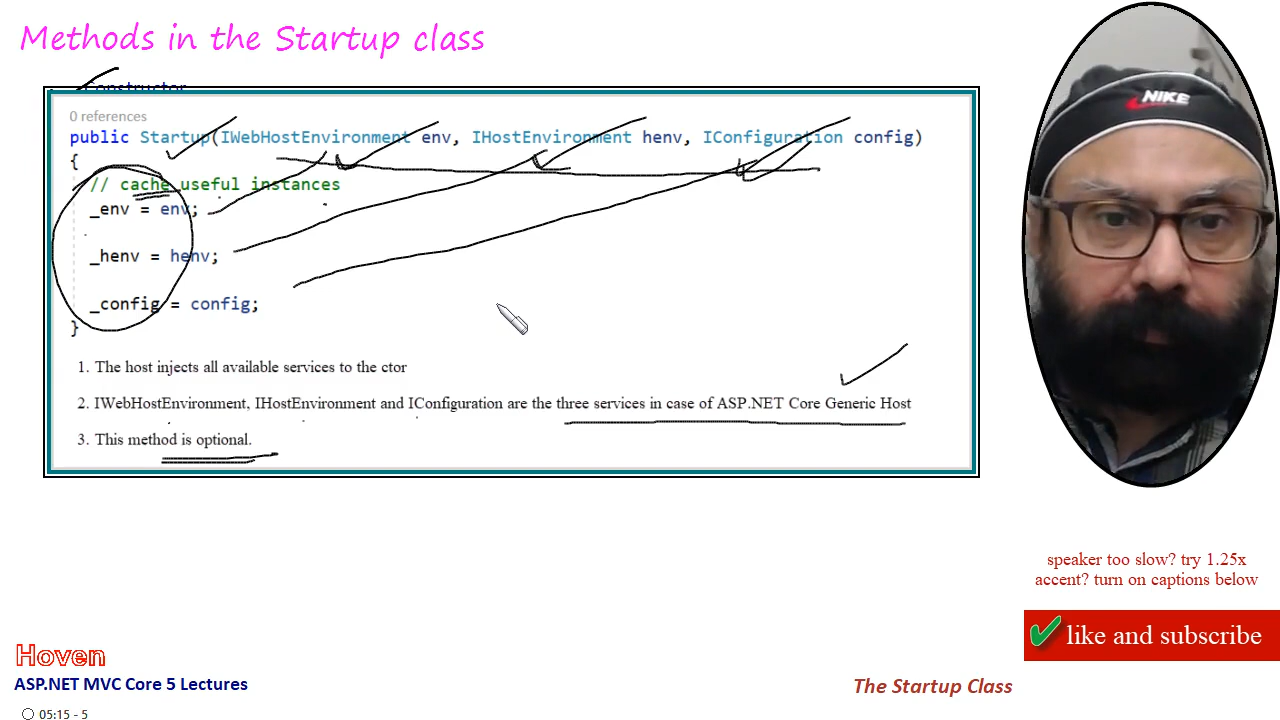 Methods in the Startup class
Constructor
0 references
public Startup(IWebHostEnvironment env, IHostEnvironment henv, IConfiguration config)
{
// cache useful instances
_env = env;
_henv = henv;
_config = config;
}
1. The host injects all available services to the ctor
2. IWebHostEnvironment, IHostEnvironment and IConfiguration are the three services in case of ASP.NET Core Generic Host
3. This method is optional.
NIKE
speaker too slow? try 1.25x
accent? turn on captions below
like and subscribe
Hoven
ASP.NET MVC Core 5 Lectures
The Startup Class
05:15 - 5